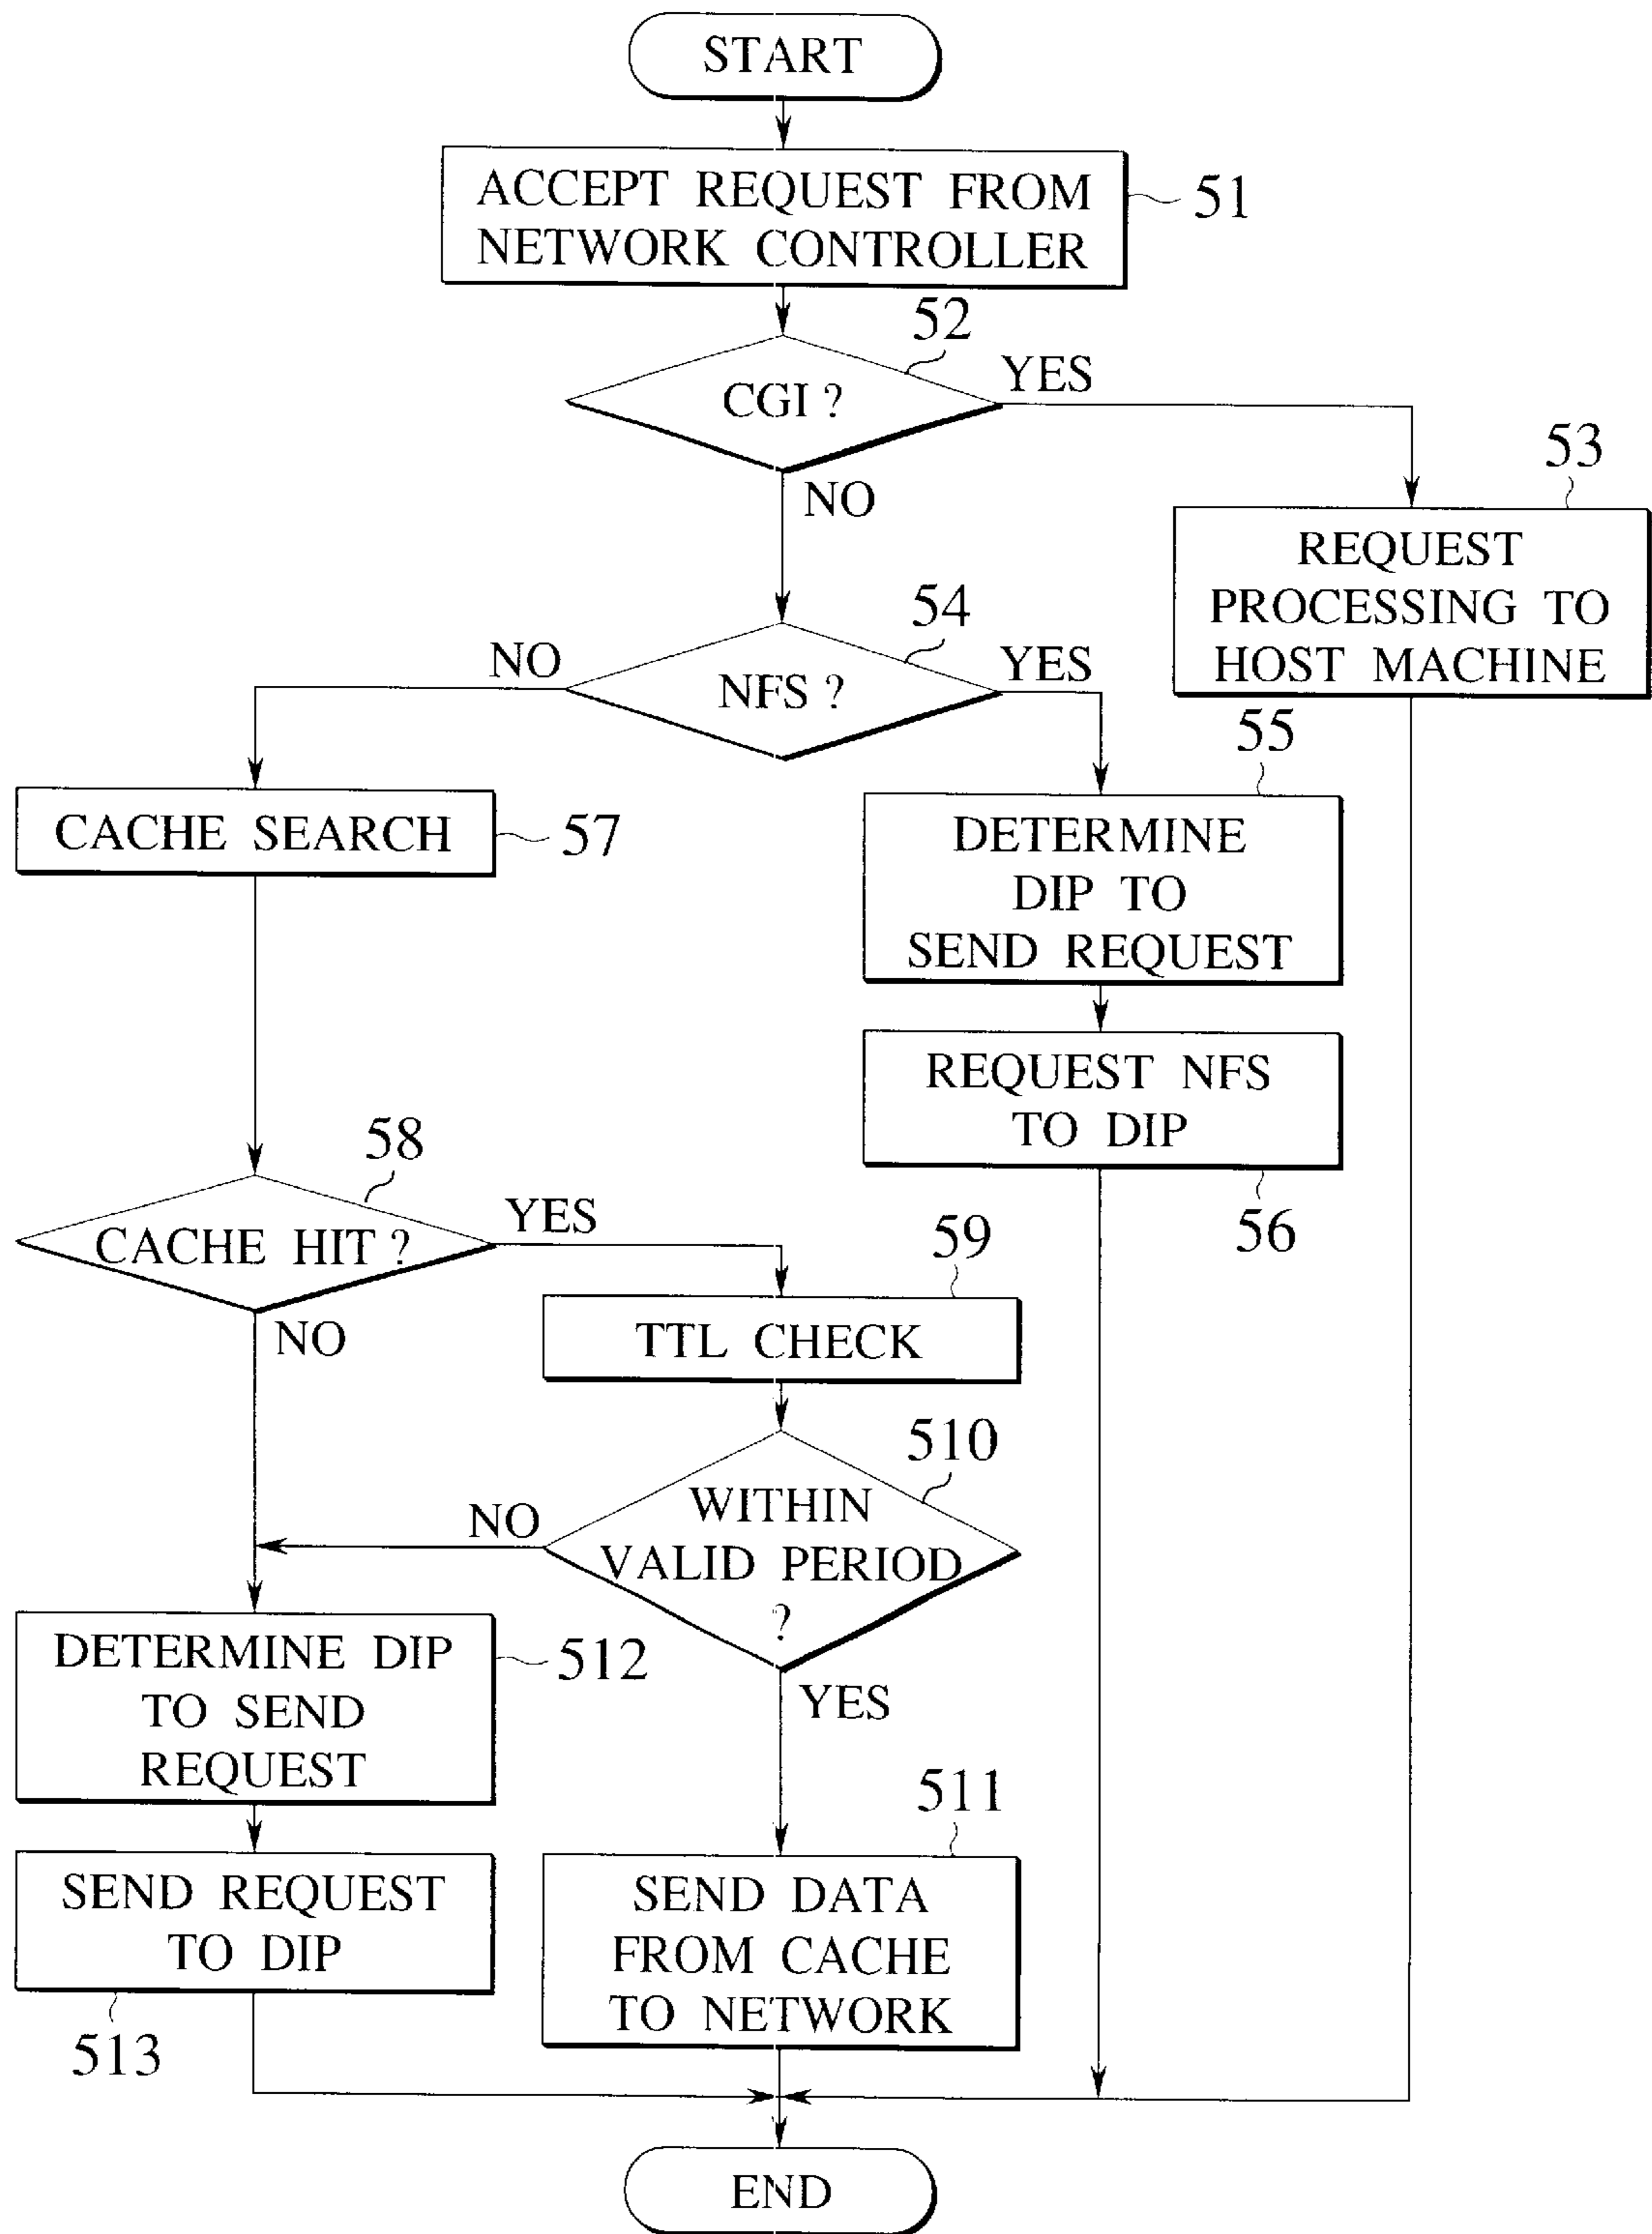 START
ACCEPT REQUEST FROM
NETWORK CONTROLLER
51
52
CGI ?
YES
NO
53
REQUEST
PROCESSING TO
HOST MACHINE
54
NFS ?
NO
YES
55
DETERMINE
DIP TO
SEND REQUEST
CACHE SEARCH
57
REQUEST NFS
TO DIP
56
58
CACHE HIT ?
YES
NO
59
TTL CHECK
510
WITHIN
VALID PERIOD
?
NO
YES
DETERMINE DIP
TO SEND
REQUEST
512
511
SEND DATA
FROM CACHE
TO NETWORK
SEND REQUEST
TO DIP
513
END